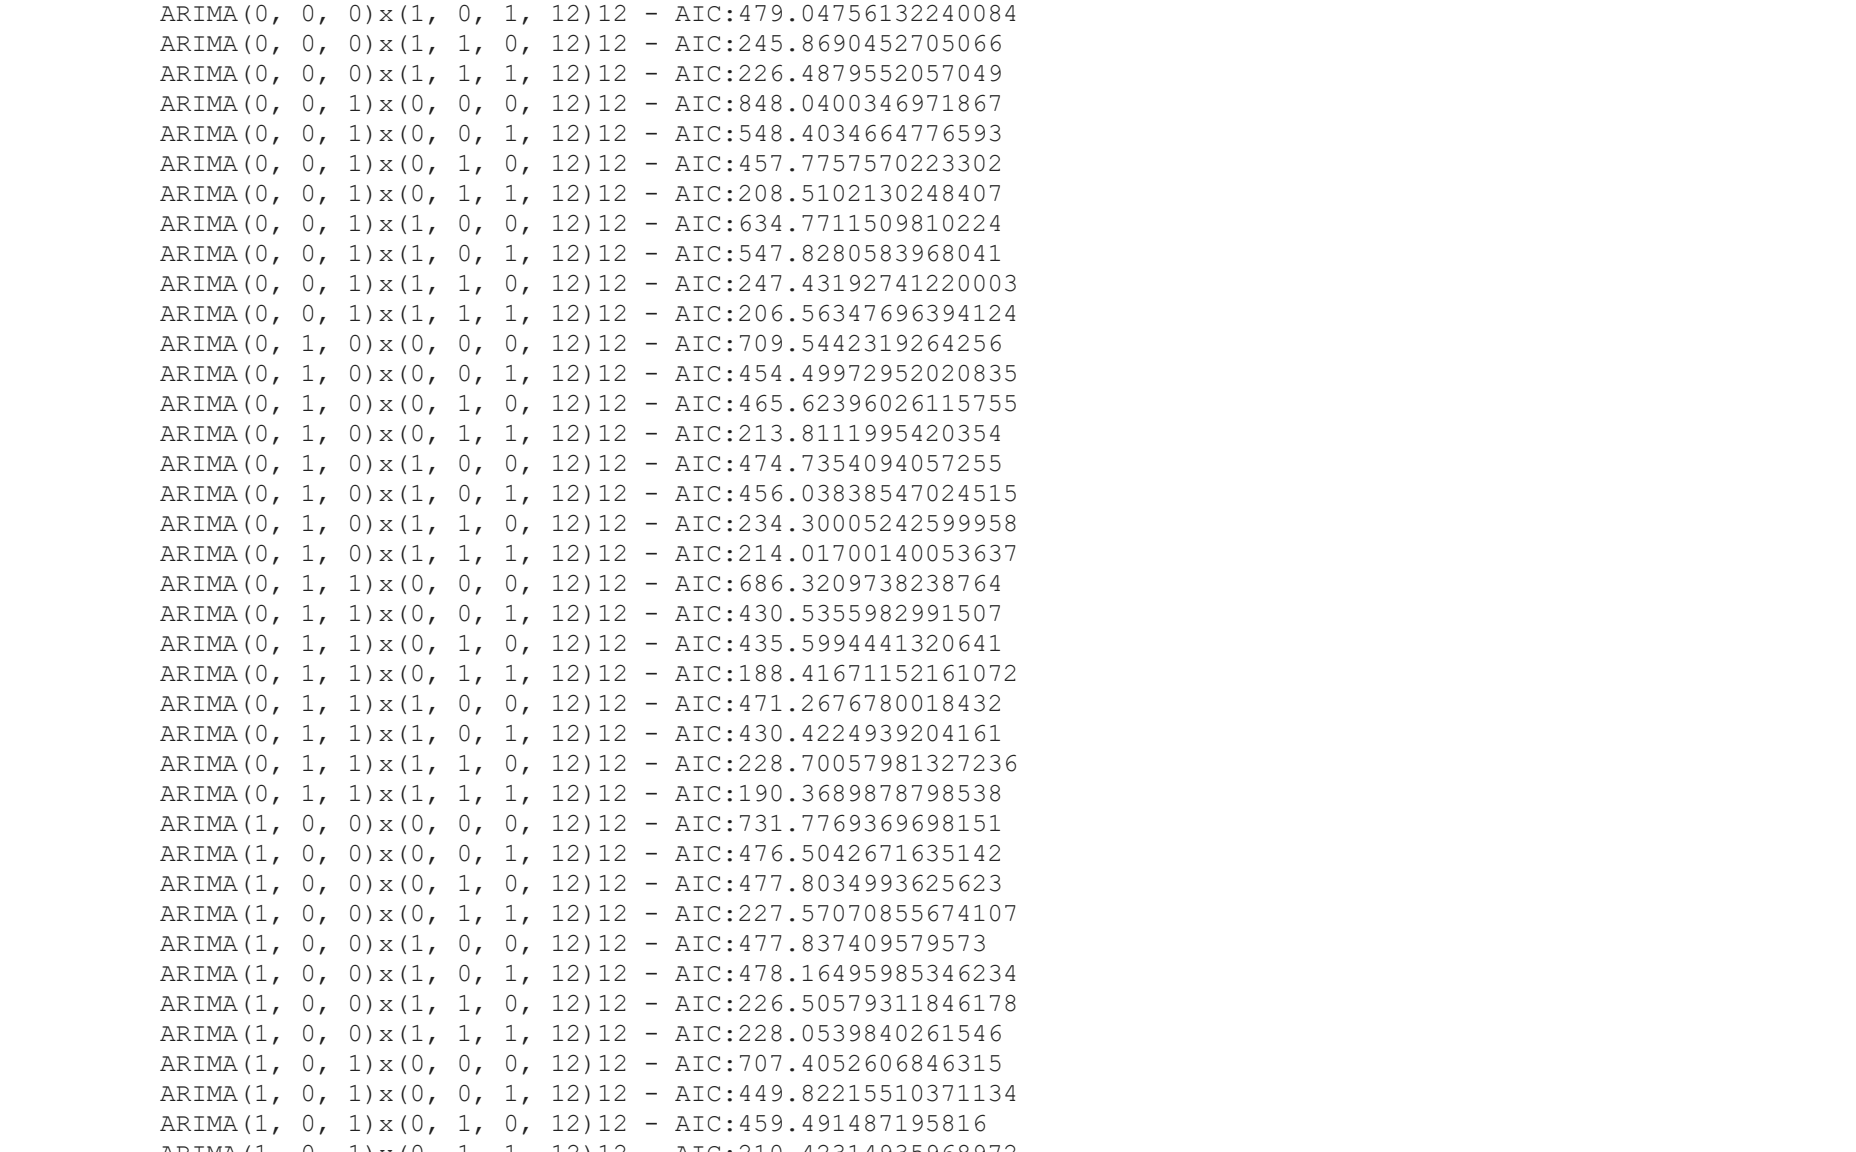 ARIMA(0, 0, 0)x(1, 0, 1, 12)12 - AIC:479.04756132240084
ARIMA(0, 0, 0)x(1, 1, 0, 12)12 - AIC:245.8690452705066
ARIMA(0, 0, 0)x(1, 1, 1, 12)12 - AIC:226.4879552057049
ARIMA(0, 0, 1)x(0, 0, 0, 12)12 - AIC:848.0400346971867
ARIMA(0, 0, 1)x(0, 0, 1, 12)12 - AIC:548.4034664776593
ARIMA(0, 0, 1)x(0, 1, 0, 12)12 - AIC:457.7757570223302
ARIMA(0, 0, 1)x(0, 1, 1, 12)12 - AIC:208.5102130248407
ARIMA(0, 0, 1)x(1, 0, 0, 12)12 - AIC:634.7711509810224
ARIMA(0, 0, 1)x(1, 0, 1, 12)12 - AIC:547.8280583968041
ARIMA(0, 0, 1)x(1, 1, 0, 12)12 - AIC:247.43192741220003
ARIMA(0, 0, 1)x(1, 1, 1, 12)12 - AIC:206.56347696394124
ARIMA(0, 1, 0)x(0, 0, 0, 12)12 - AIC:709.5442319264256
ARIMA(0, 1, 0)x(0, 0, 1, 12)12 - AIC:454.49972952020835
ARIMA(0, 1, 0)x(0, 1, 0, 12)12 - AIC:465.62396026115755
ARIMA(0, 1, 0)x(0, 1, 1, 12)12 - AIC:213.8111995420354
ARIMA(0, 1, 0)x(1, 0, 0, 12)12 - AIC:474.7354094057255
ARIMA(0, 1, 0)x(1, 0, 1, 12)12 - AIC:456.03838547024515
ARIMA(0, 1, 0)x(1, 1, 0, 12)12 - AIC:234.30005242599958
ARIMA(0, 1, 0)x(1, 1, 1, 12)12 - AIC:214.01700140053637
ARIMA(0, 1, 1)x(0, 0, 0, 12)12 - AIC:686.3209738238764
ARIMA(0, 1, 1)x(0, 0, 1, 12)12 - AIC:430.5355982991507
ARIMA(0, 1, 1)x(0, 1, 0, 12)12 - AIC:435.5994441320641
ARIMA(0, 1, 1)x(0, 1, 1, 12)12 - AIC:188.41671152161072
ARIMA(0, 1, 1)x(1, 0, 0, 12)12 - AIC:471.2676780018432
ARIMA(0, 1, 1)x(1, 0, 1, 12)12 - AIC:430.4224939204161
ARIMA(0, 1, 1)x(1, 1, 0, 12)12 - AIC:228.70057981327236
ARIMA(0, 1, 1)x(1, 1, 1, 12)12 - AIC:190.3689878798538
ARIMA(1, 0, 0)x(0, 0, 0, 12)12 - AIC:731.7769369698151
ARIMA(1, 0, 0)x(0, 0, 1, 12)12 - AIC:476.5042671635142
ARIMA(1, 0, 0)x(0, 1, 0, 12)12 - AIC:477.8034993625623
ARIMA(1, 0, 0)x(0, 1, 1, 12)12 - AIC:227.57070855674107
ARIMA(1, 0, 0)x(1, 0, 0, 12)12 - AIC:477.837409579573
ARIMA(1, 0, 0)x(1, 0, 1, 12)12 - AIC:478.16495985346234
ARIMA(1, 0, 0)x(1, 1, 0, 12)12 - AIC:226.50579311846178
ARIMA(1, 0, 0)x(1, 1, 1, 12)12 - AIC:228.0539840261546
ARIMA(1, 0, 1)x(0, 0, 0, 12)12 - AIC:707.4052606846315
ARIMA(1, 0, 1)x(0, 0, 1, 12)12 - AIC:449.82215510371134
ARIMA(1, 0, 1)x(0, 1, 0, 12)12 - AIC:459.491487195816